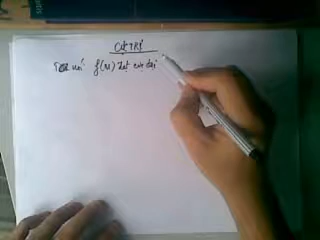 CỰC TRỊ
f(x) đạt cực đại